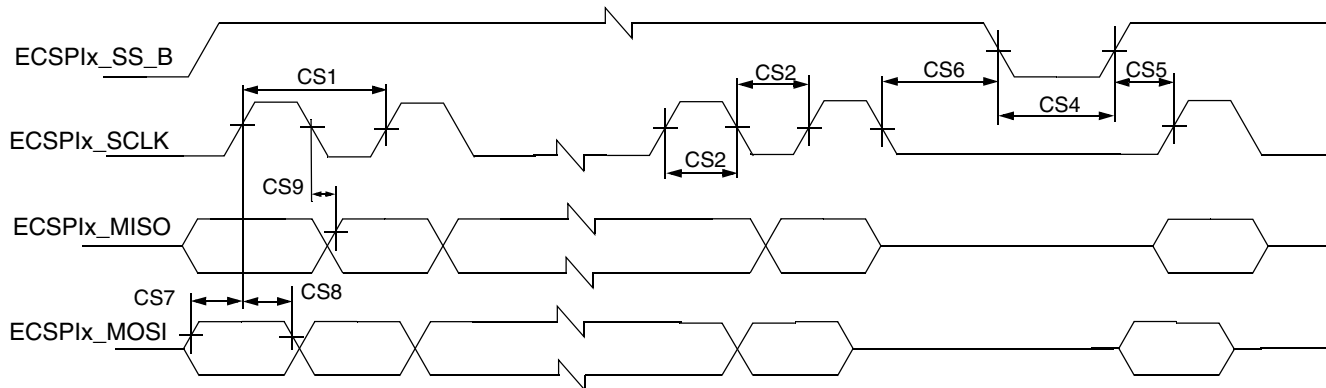 ECSPIx_SS_B
CS1
CS2
CS6
CS5
CS4
ECSPIx_SCLK
CS2
CS9
ECSPIx_MISO
CS7
CS8
ECSPIx_MOSI